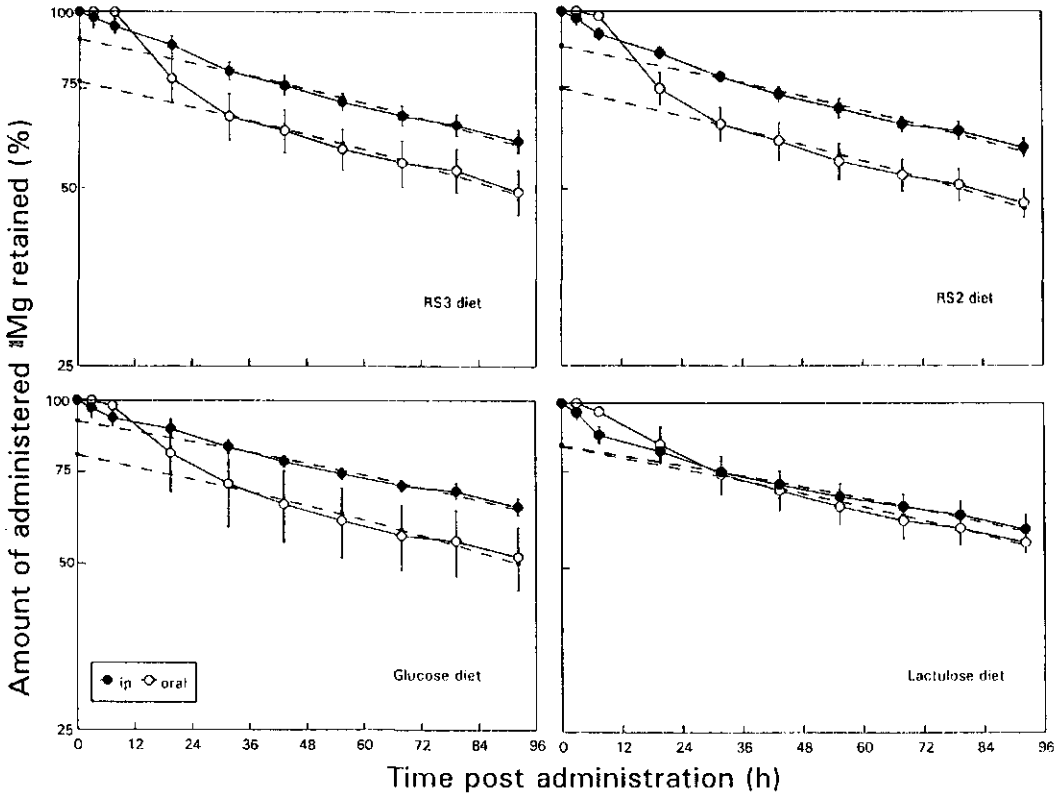 Amount of administered ²⁸Mg retained (%)
100
75
50
25
RS3 diet
RS2 diet
100
75
50
25
ip oral
Glucose diet
Lactulose diet
0 12 24 36 48 60 72 84 96
0 12 24 36 48 60 72 84 96
Time post administration (h)